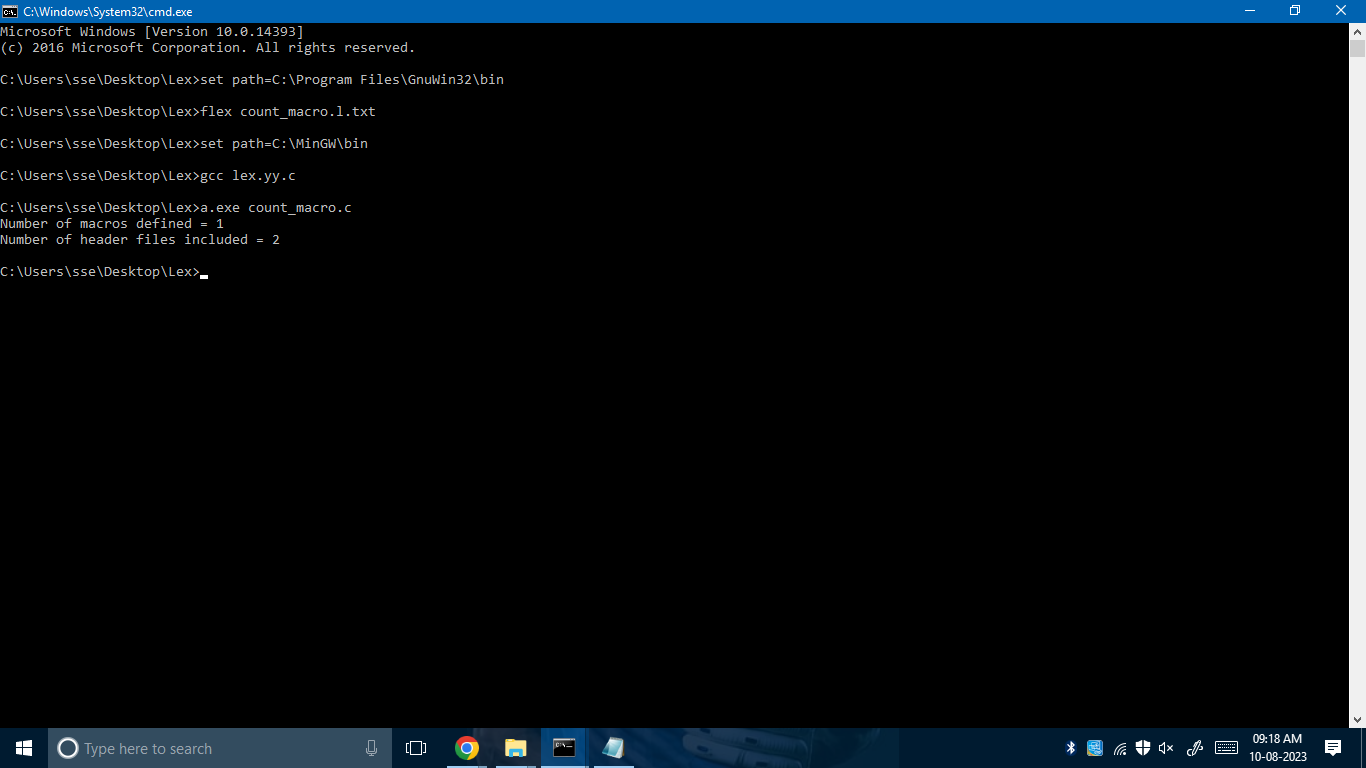 C:\Windows\System32\cmd.exe
Microsoft Windows [Version 10.0.14393]
(c) 2016 Microsoft Corporation. All rights reserved.
C:\Users\sse\Desktop\Lex>set path=C:\Program Files\GnuWin32\bin
C:\Users\sse\Desktop\Lex>flex count_macro.l.txt
C:\Users\sse\Desktop\Lex>set path=C:\MinGW\bin
C:\Users\sse\Desktop\Lex>gcc lex.yy.c
C:\Users\sse\Desktop\Lex>a.exe count_macro.c
Number of macros defined = 1
Number of header files included = 2
C:\Users\sse\Desktop\Lex>
Type here to search
09:18 AM
10-08-2023